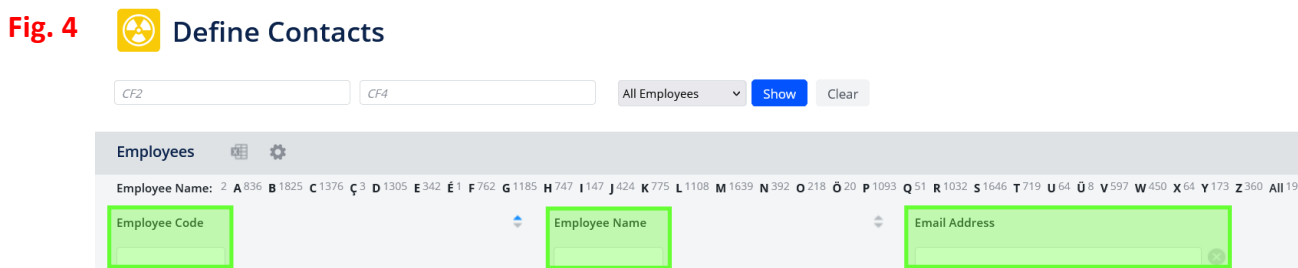 Fig. 4
Define Contacts
CF2 CF4 All Employees Show Clear
Employees
Employee Name: 2 A 836 B 1825 C 1376 Ç 3 D 1305 E 342 É 1 F 762 G 1185 H 747 I 147 J 424 K 775 L 1108 M 1639 N 392 O 218 Ö 20 P 1093 Q 51 R 1032 S 1646 T 719 U 64 Ü 8 V 597 W 450 X 64 Y 173 Z 360 All 19
Employee Code Employee Name Email Address